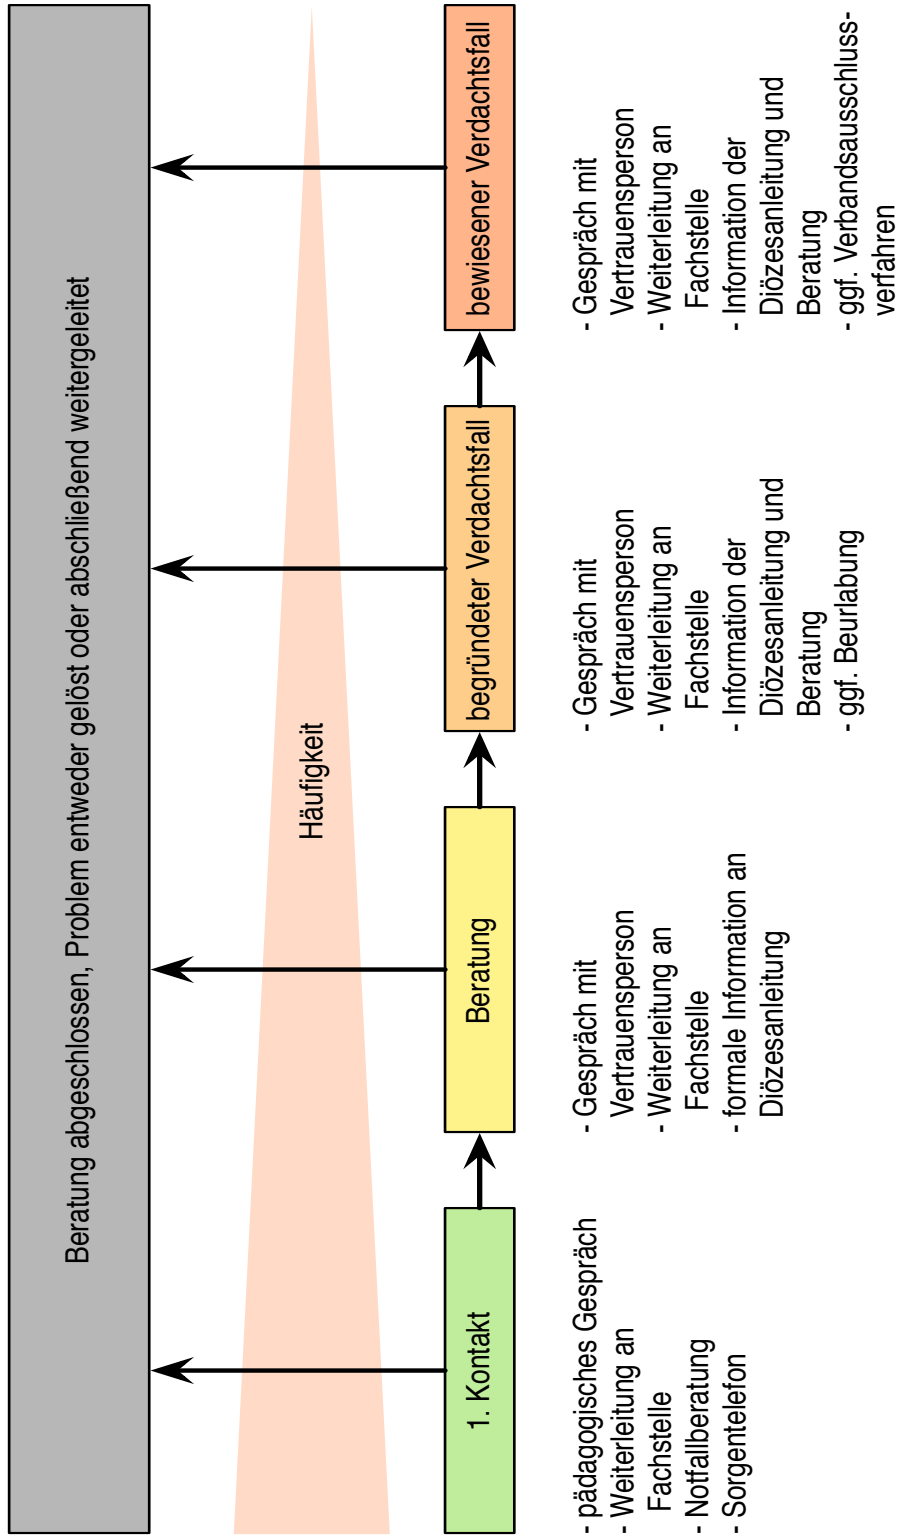 Beratung abgeschlossen, Problem entweder gelöst oder abschließend weitergeleitet
Häufigkeit
1. Kontakt
Beratung
begründeter Verdachtsfall
bewiesener Verdachtsfall
- pädagogisches Gespräch
- Weiterleitung an
Fachstelle
- Notfallberatung
- Sorgentelefon
- Gespräch mit
Vertrauensperson
- Weiterleitung an
Fachstelle
- formale Information an
Diözesanleitung
- Gespräch mit
Vertrauensperson
- Weiterleitung an
Fachstelle
- Information der
Diözesanleitung und
Beratung
- ggf. Beurlabung
- Gespräch mit
Vertrauensperson
- Weiterleitung an
Fachstelle
- Information der
Diözesanleitung und
Beratung
- ggf. Verbandsausschluss-
verfahren